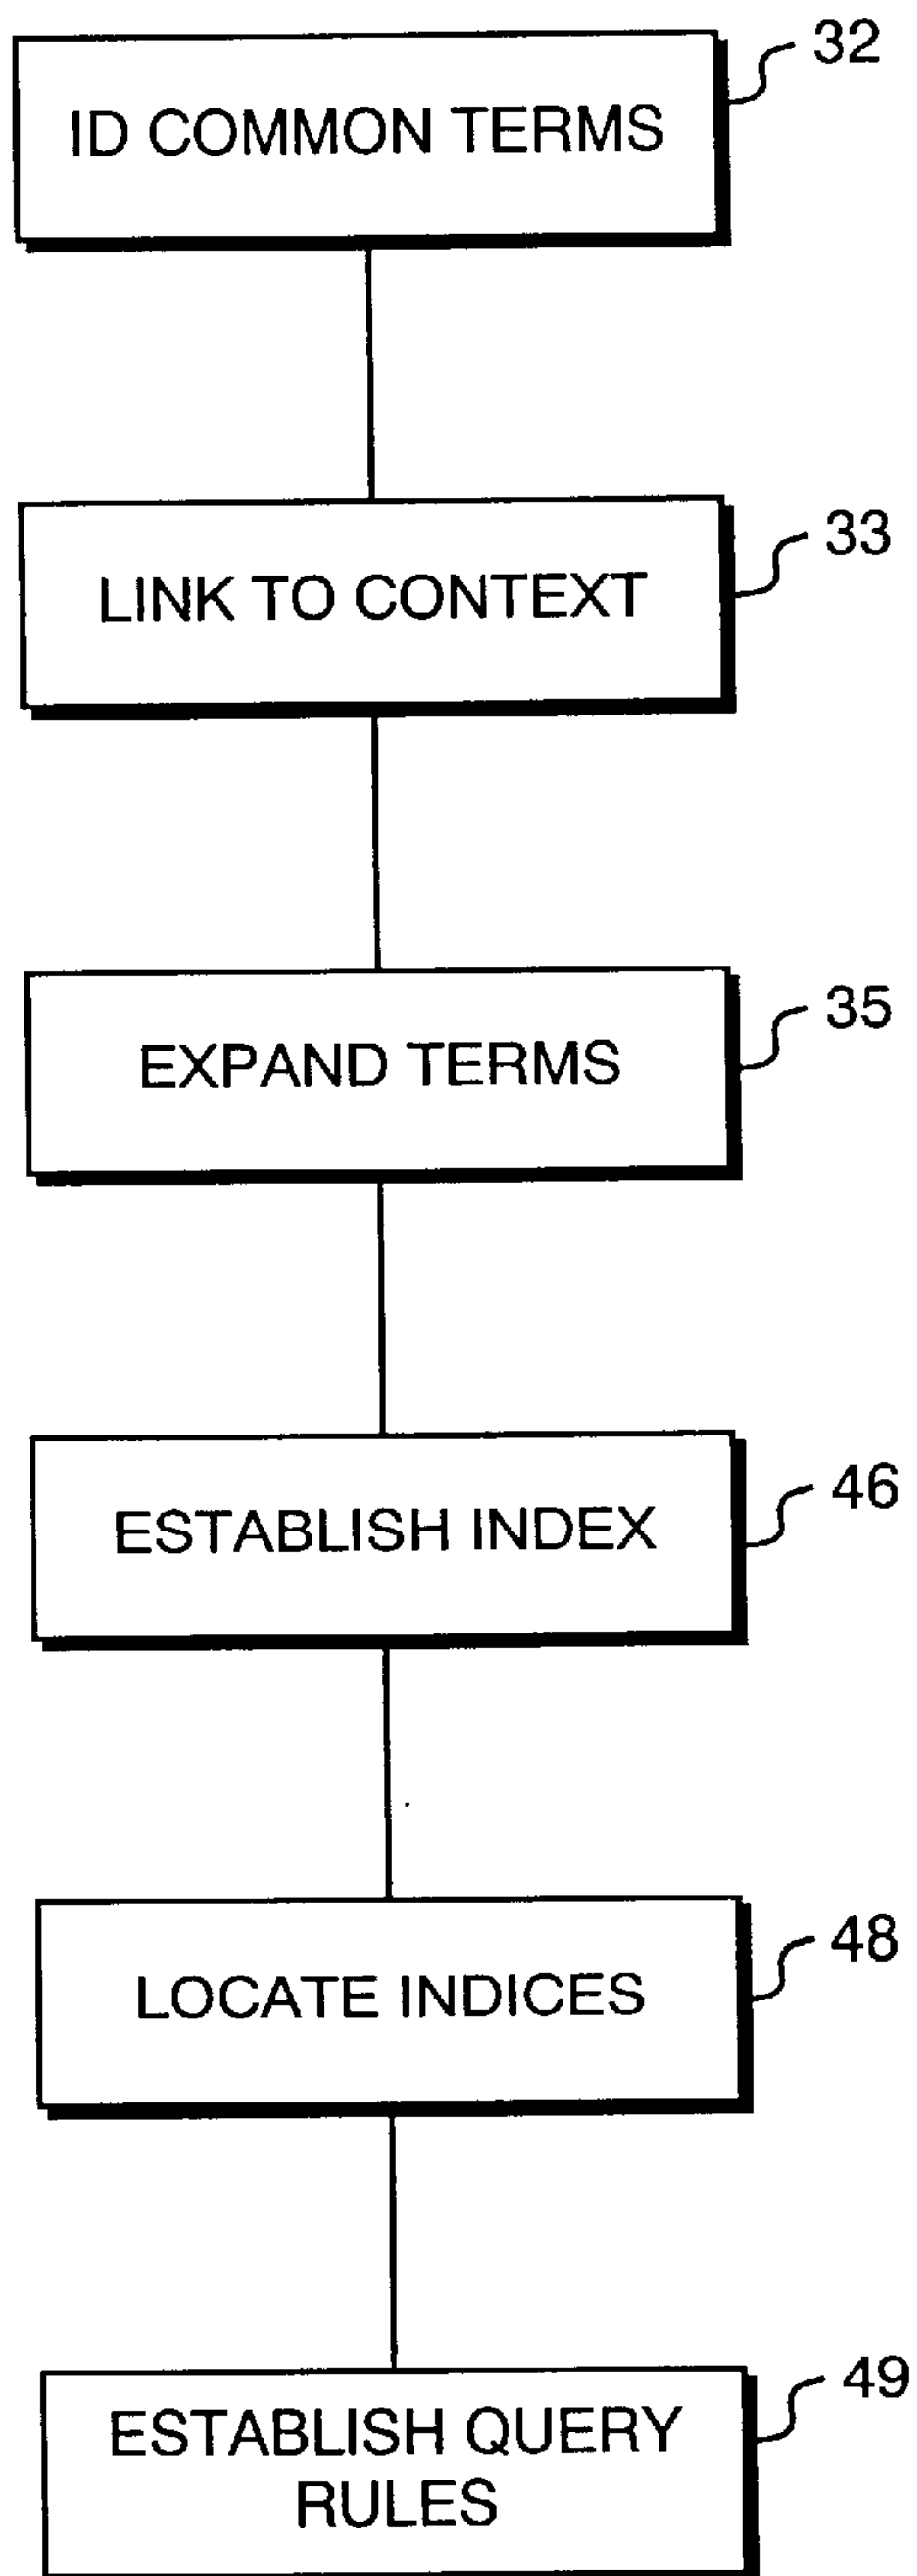 32
ID COMMON TERMS
33
LINK TO CONTEXT
35
EXPAND TERMS
46
ESTABLISH INDEX
48
LOCATE INDICES
49
ESTABLISH QUERY
RULES